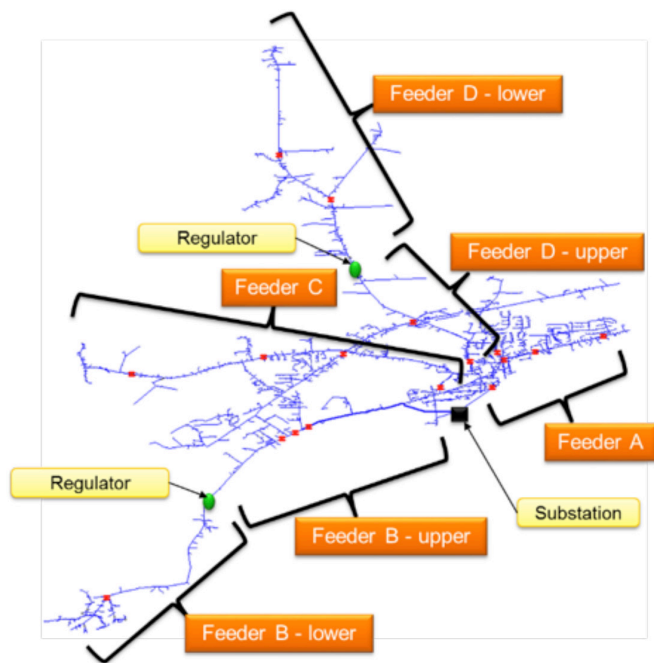 Feeder D - lower
Regulator
Feeder D - upper
Feeder C
Feeder A
Regulator
Substation
Feeder B - upper
Feeder B - lower